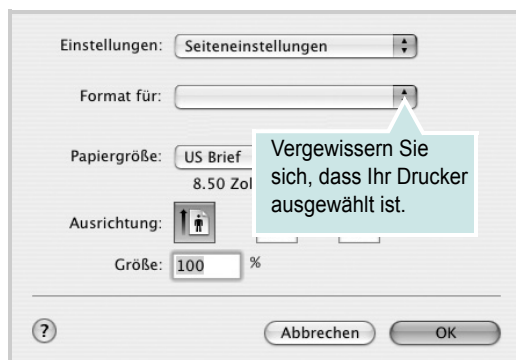 Einstellungen: Seiteneinstellungen
Format für:
Papiergröße: US Brief
8.50
Vergewissern Sie
sich, dass Ihr Drucker
ausgewählt ist.
Ausrichtung:
Größe: 100 %
? Abbrechen OK